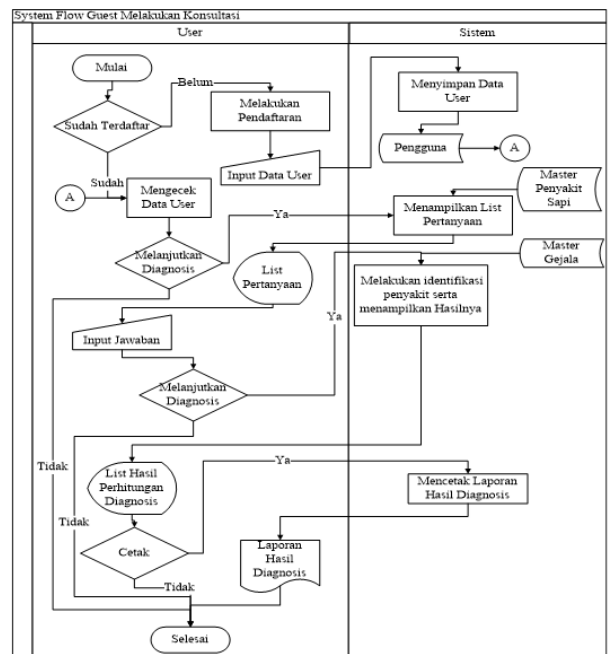 System Flow Guest Melakukan Konsultasi
User
Sistem
Mulai
Belum
Melakukan
Pendaftaran
Menyimpan Data
User
Sudah Terdaftar
Input Data User
Pengguna
A
Sudah
A
Mengecek
Data User
Master
Penyakit
Sapi
Ya
Menampilkan List
Pertanyaan
Melanjutkan
Diagnosis
List
Pertanyaan
Master
Gejala
Melakukan identifikasi
penyakit serta
menampilkan Hasilnya
Ya
Input Jawaban
Melanjutkan
Diagnosis
Tidak
List Hasil
Perhitungan
Diagnosis
Ya
Mencetak Laporan
Hasil Diagnosis
Tidak
Cetak
Laporan
Hasil
Diagnosis
Tidak
Selesai